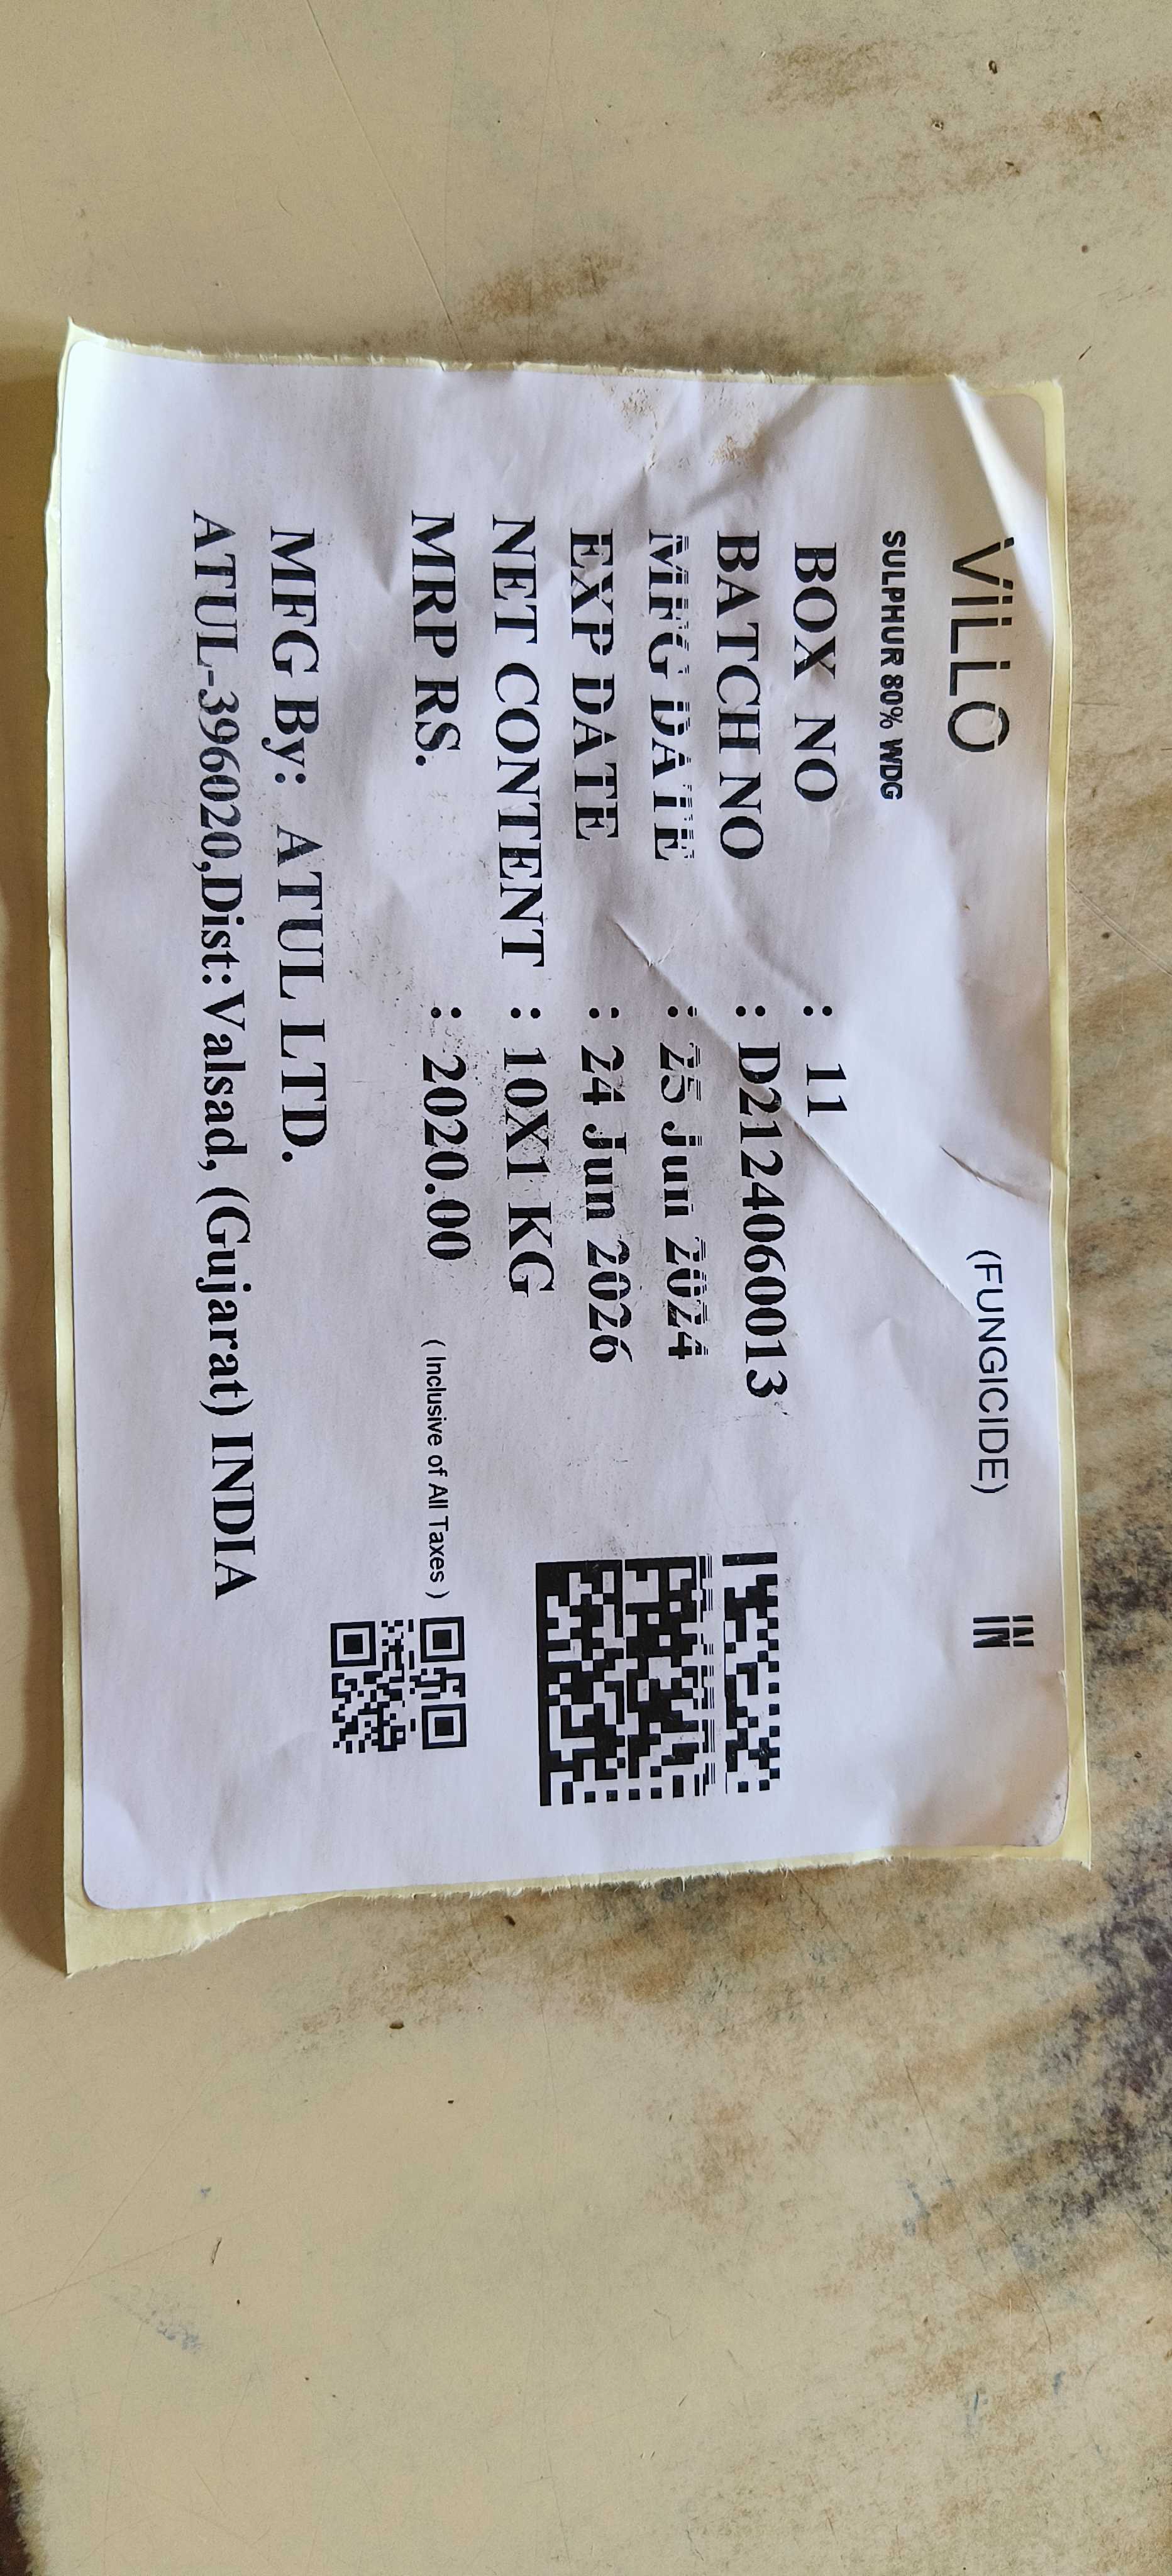 ViLLO (FUNGICIDE) IN
SULPHUR 80% WDG
BOX NO : 11
BATCH NO : D2124060013
MFG DATE : 25 Jun 2024
EXP DATE : 24 Jun 2026
NET CONTENT : 10X1 KG
MRP RS. : 2020.00 ( Inclusive of All Taxes )
MFG By: ATUL LTD.
ATUL-396020,Dist:Valsad, (Gujarat) INDIA